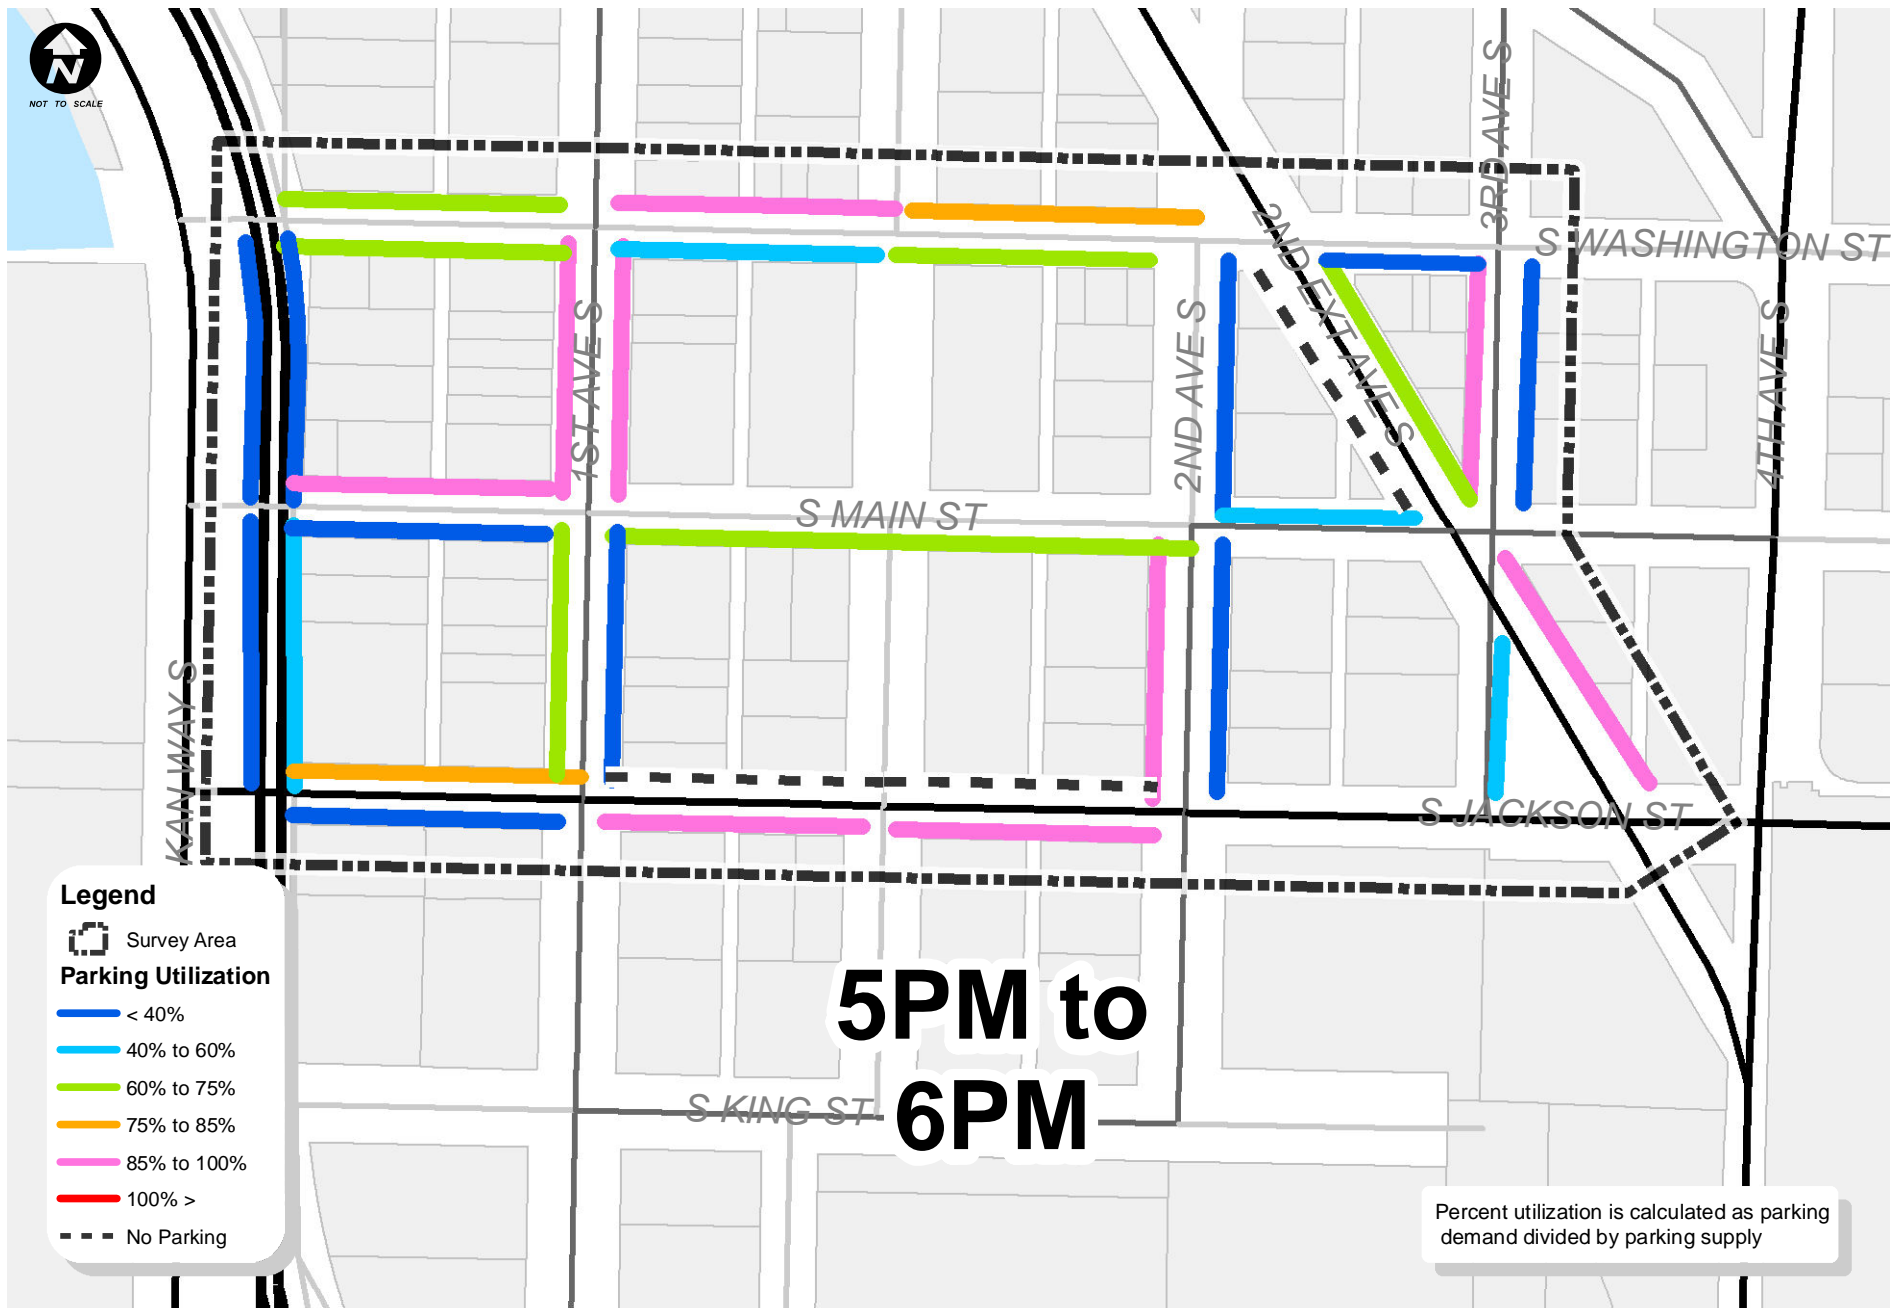 N
NOT TO SCALE
3RD AVE S
2ND EXT AVE S
S WASHINGTON ST
1ST AVE S
2ND AVE S
4TH AVE S
S MAIN ST
KAN WAY S
S JACKSON ST
Legend
Survey Area
Parking Utilization
< 40%
40% to 60%
60% to 75%
75% to 85%
85% to 100%
100% >
No Parking
5PM to
6PM
S KING ST
Percent utilization is calculated as parking
demand divided by parking supply